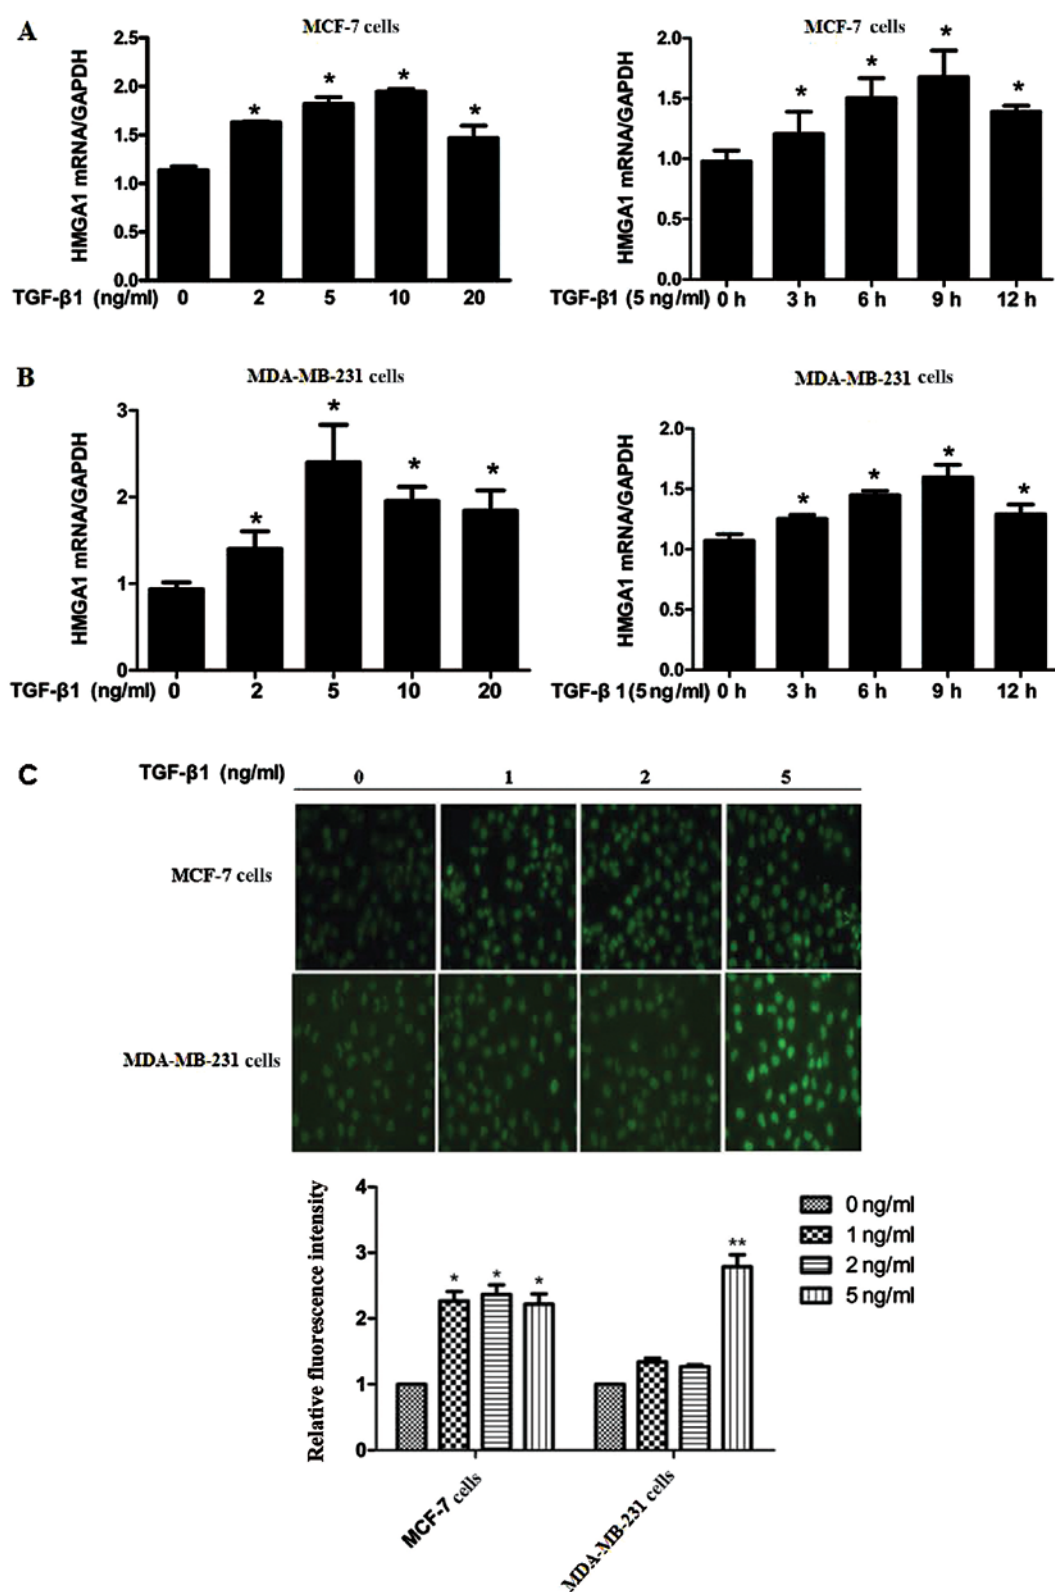 A
MCF-7 cells
HMGA1 mRNA/GAPDH
2.5
2.0
1.5
1.0
0.5
0.0
*
*
*
*
TGF-β1 (ng/ml) 0 2 5 10 20
MCF-7 cells
HMGA1 mRNA/GAPDH
2.0
1.5
1.0
0.5
0.0
*
*
*
*
TGF-β1 (5 ng/ml) 0 h 3 h 6 h 9 h 12 h
B
MDA-MB-231 cells
HMGA1 mRNA/GAPDH
3
2
1
0
*
*
*
*
TGF-β1 (ng/ml) 0 2 5 10 20
MDA-MB-231 cells
HMGA1 mRNA/GAPDH
2.0
1.5
1.0
0.5
0.0
*
*
*
*
TGF-β 1 (5 ng/ml) 0 h 3 h 6 h 9 h 12 h
C
TGF-β1 (ng/ml) 0 1 2 5
MCF-7 cells
MDA-MB-231 cells
Relative fluorescence intensity
4
3
2
1
0
*
*
*
**
0 ng/ml
1 ng/ml
2 ng/ml
5 ng/ml
MCF-7 cells
MDA-MB-231 cells